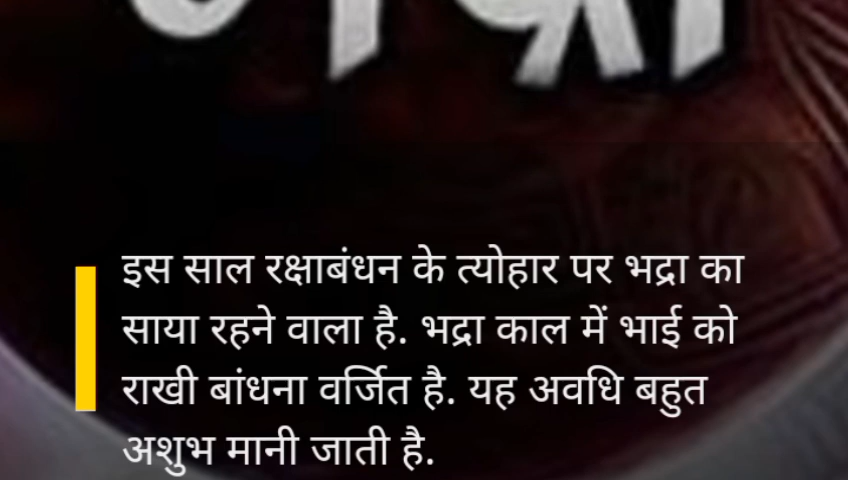 इस साल रक्षाबंधन के त्योहार पर भद्रा का
साया रहने वाला है. भद्रा काल में भाई को
राखी बांधना वर्जित है. यह अवधि बहुत
अशुभ मानी जाती है.